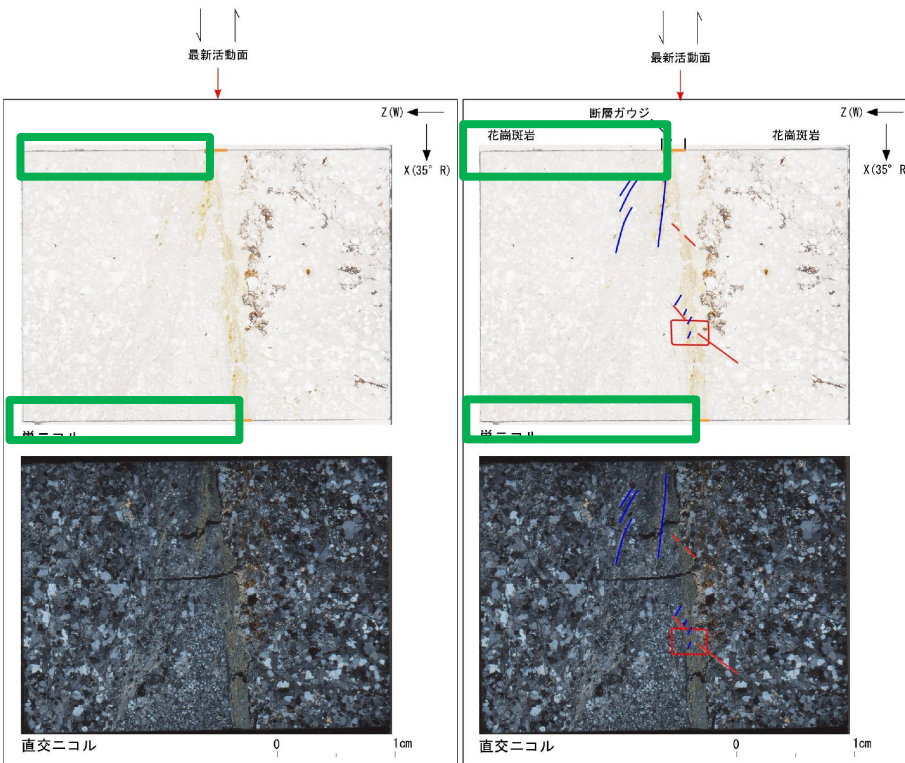 最新活動面
Z(W)
X(35° R)
直交ニコル
0 1cm
最新活動面
断層ガウジ
Z(W)
花崗斑岩 花崗斑岩
X(35° R)
直交ニコル
0 1cm